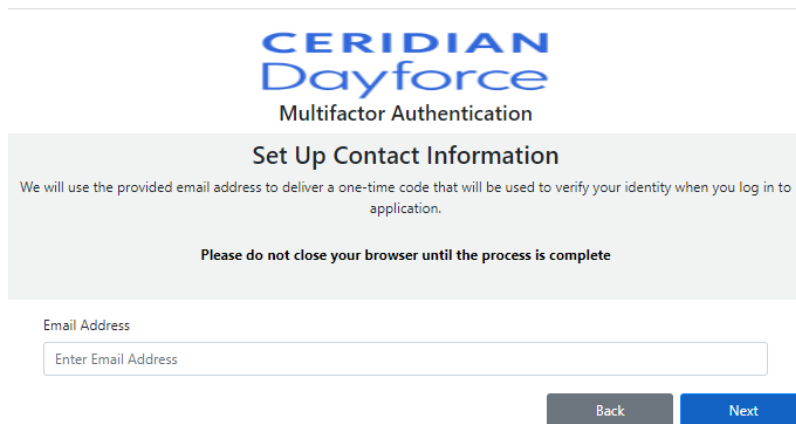 CERIDIAN
Dayforce
Multifactor Authentication
Set Up Contact Information
We will use the provided email address to deliver a one-time code that will be used to verify your identity when you log in to
application.
Please do not close your browser until the process is complete
Email Address
Enter Email Address
Back
Next